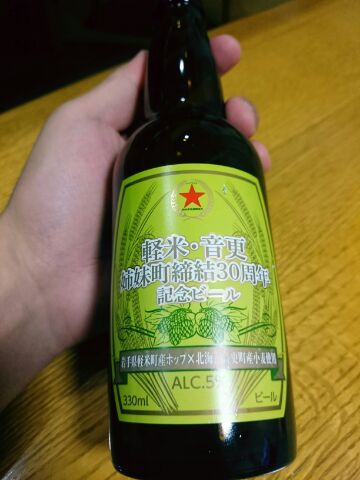 軽米・音更
姉妹町締結30周年
記念ビール
岩手県軽米町産ホップ×北海道音更町産小麦使用
ALC.5%
330ml
ビール